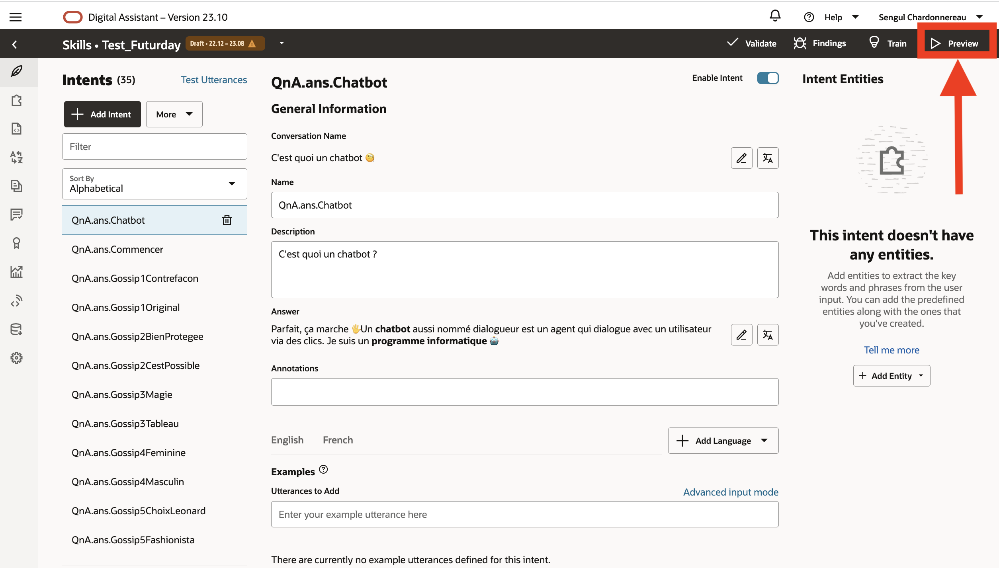 Digital Assistant – Version 23.10
Help
Sengul Chardonnereau
Skills • Test_Futurday
Draft • 22.12 – 23.08
Validate
Findings
Train
Preview
Intents (35)
Test Utterances
Add Intent
More
Filter
Sort By
Alphabetical
QnA.ans.Chatbot
QnA.ans.Commencer
QnA.ans.Gossip1Contrefacon
QnA.ans.Gossip1Original
QnA.ans.Gossip2BienProtegee
QnA.ans.Gossip2CestPossible
QnA.ans.Gossip3Magie
QnA.ans.Gossip3Tableau
QnA.ans.Gossip4Feminine
QnA.ans.Gossip4Masculin
QnA.ans.Gossip5ChoixLeonard
QnA.ans.Gossip5Fashionista
QnA.ans.Chatbot
Enable Intent
General Information
Conversation Name
C'est quoi un chatbot 🧐
Name
QnA.ans.Chatbot
Description
C'est quoi un chatbot ?
Answer
Parfait, ça marche 🖐Un chatbot aussi nommé dialogueur est un agent qui dialogue avec un utilisateur
via des clics. Je suis un programme informatique 🤖
Annotations
English
French
Add Language
Examples
Utterances to Add
Advanced input mode
Enter your example utterance here
There are currently no example utterances defined for this intent.
Intent Entities
This intent doesn't have
any entities.
Add entities to extract the key
words and phrases from the user
input. You can add the predefined
entities along with the ones that
you've created.
Tell me more
Add Entity